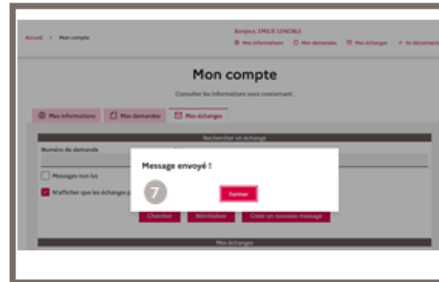 Bonjour, EMILIE LENOBLE
Accueil > Mon compte
Mes informations Mes demandes Mes échanges Se déconnecter
Mon compte
Consulter les informations vous concernant.
Mes informations Mes demandes Mes échanges
Rechercher un échange
Numéro de demande
Messages non lus
N'afficher que les échanges
Message envoyé !
7
Fermer
Chercher Réinitialiser Créer un nouveau message
Mes échanges